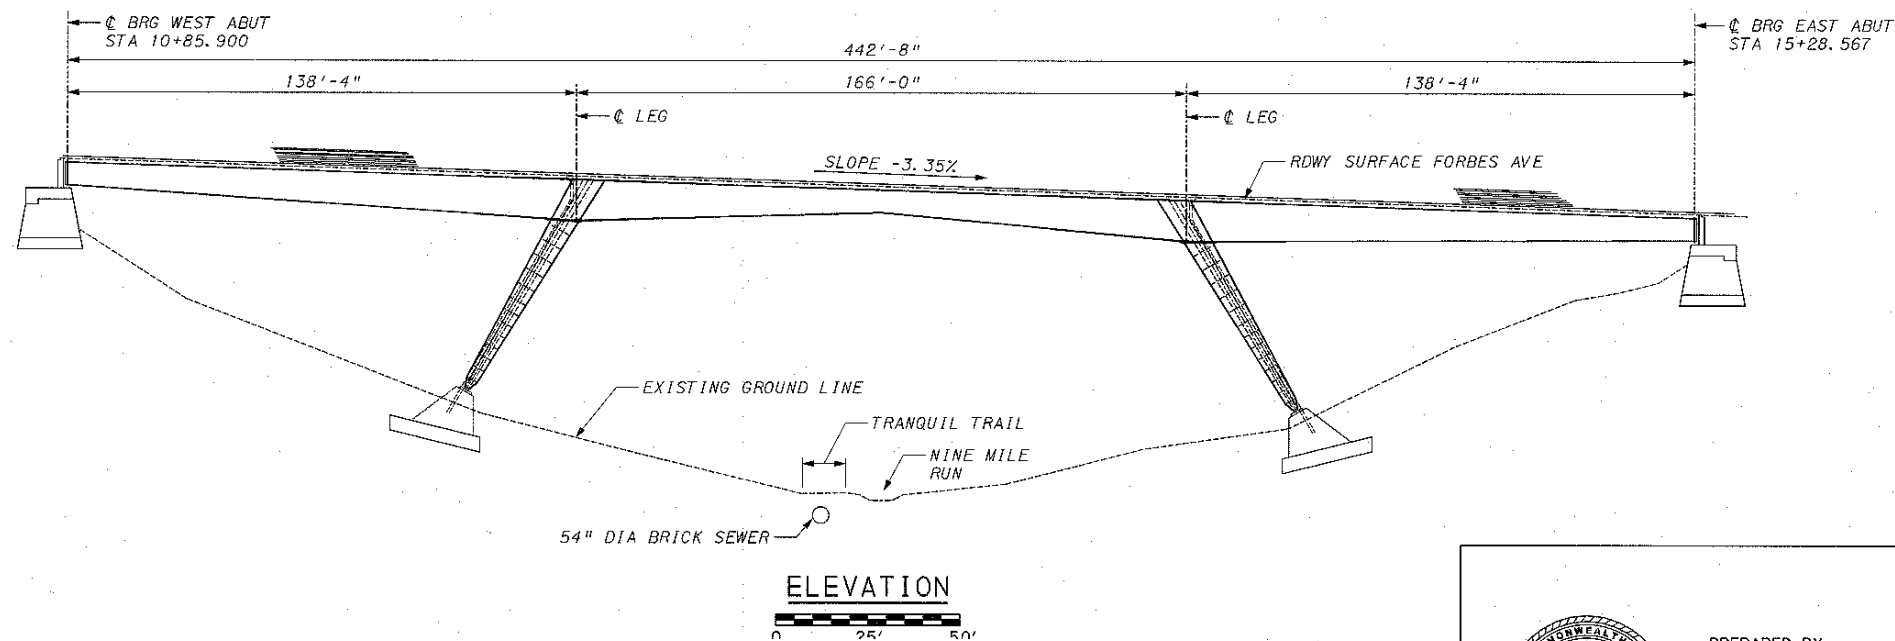 ℄ BRG WEST ABUT
STA 10+85.900
℄ BRG EAST ABUT
STA 15+28.567
442'-8"
138'-4"
166'-0"
138'-4"
℄ LEG
℄ LEG
SLOPE -3.35%
RDWY SURFACE FORBES AVE
EXISTING GROUND LINE
TRANQUIL TRAIL
NINE MILE
RUN
54" DIA BRICK SEWER
ELEVATION
0 25' 50'
PREPARED BY